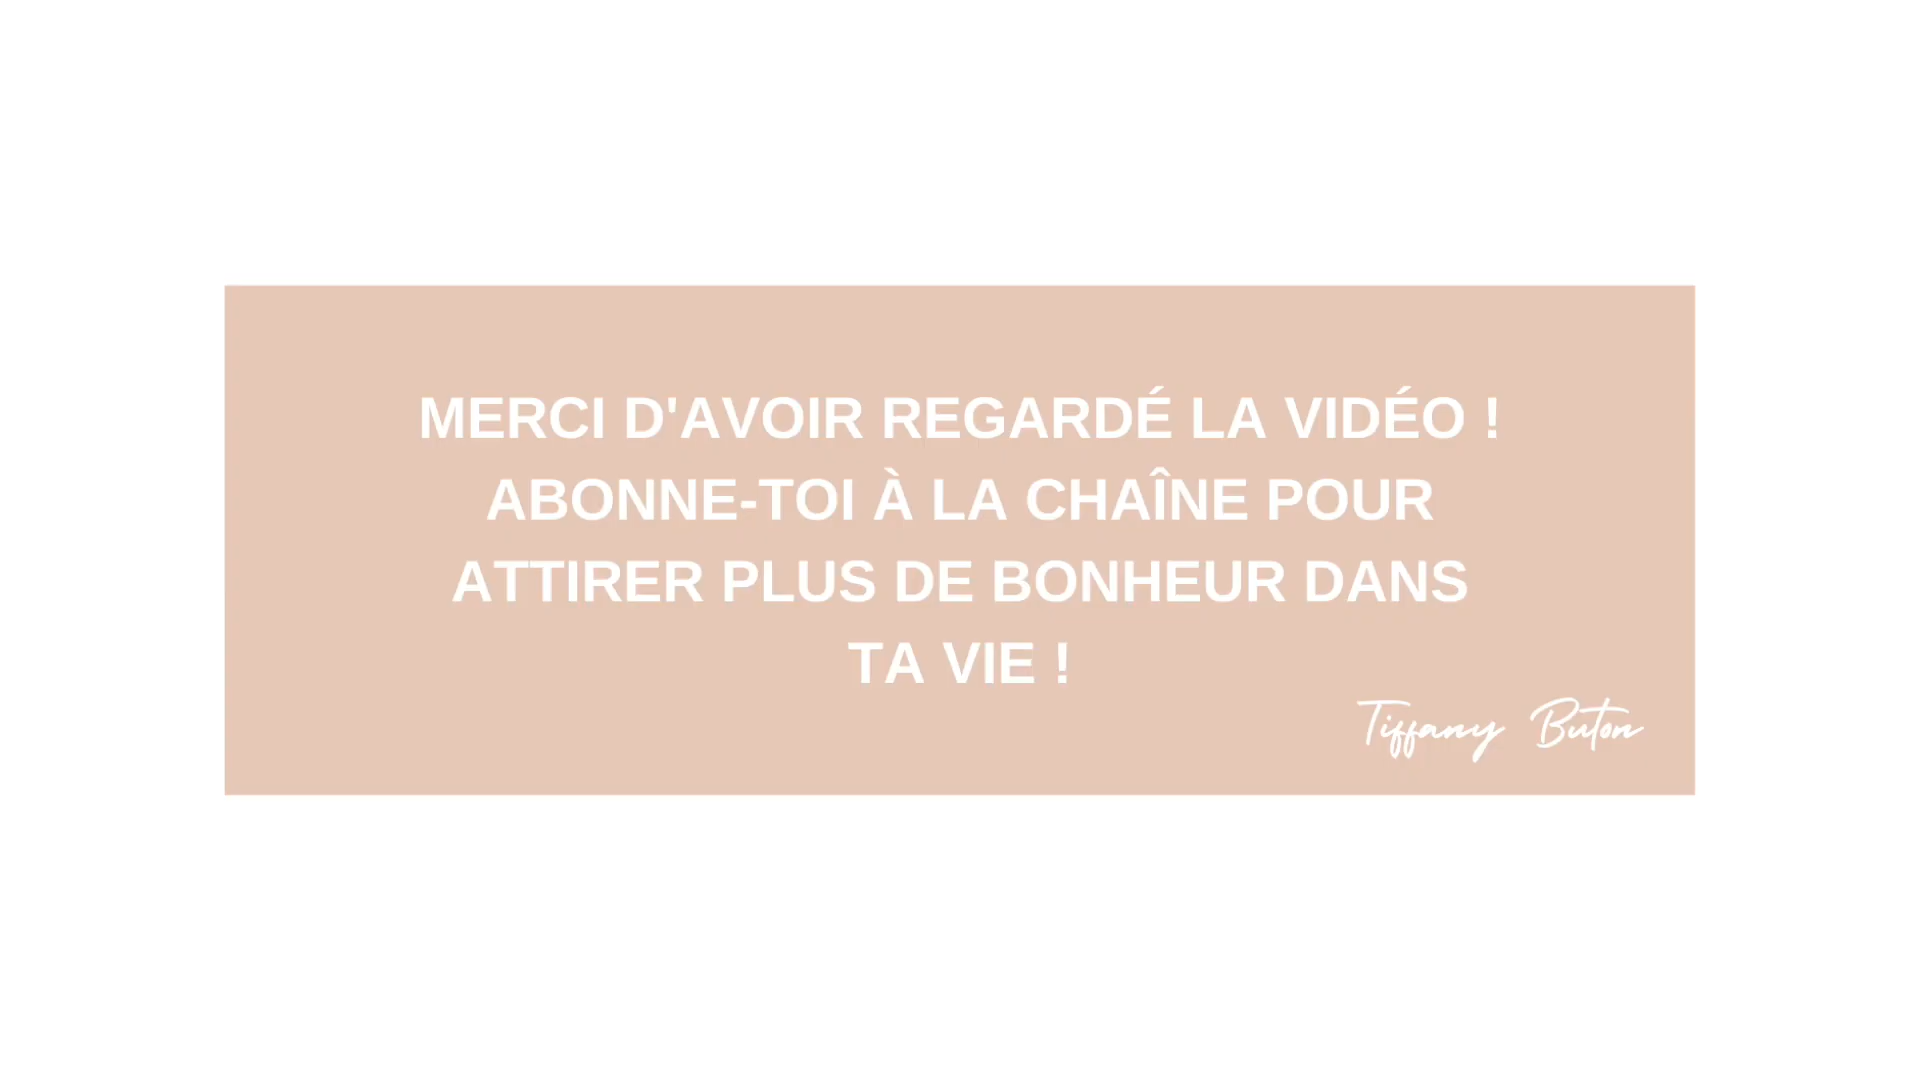 MERCI D'AVOIR REGARDÉ LA VIDÉO !
ABONNE-TOI À LA CHAÎNE POUR
ATTIRER PLUS DE BONHEUR DANS
TA VIE !
Tiffany Buton